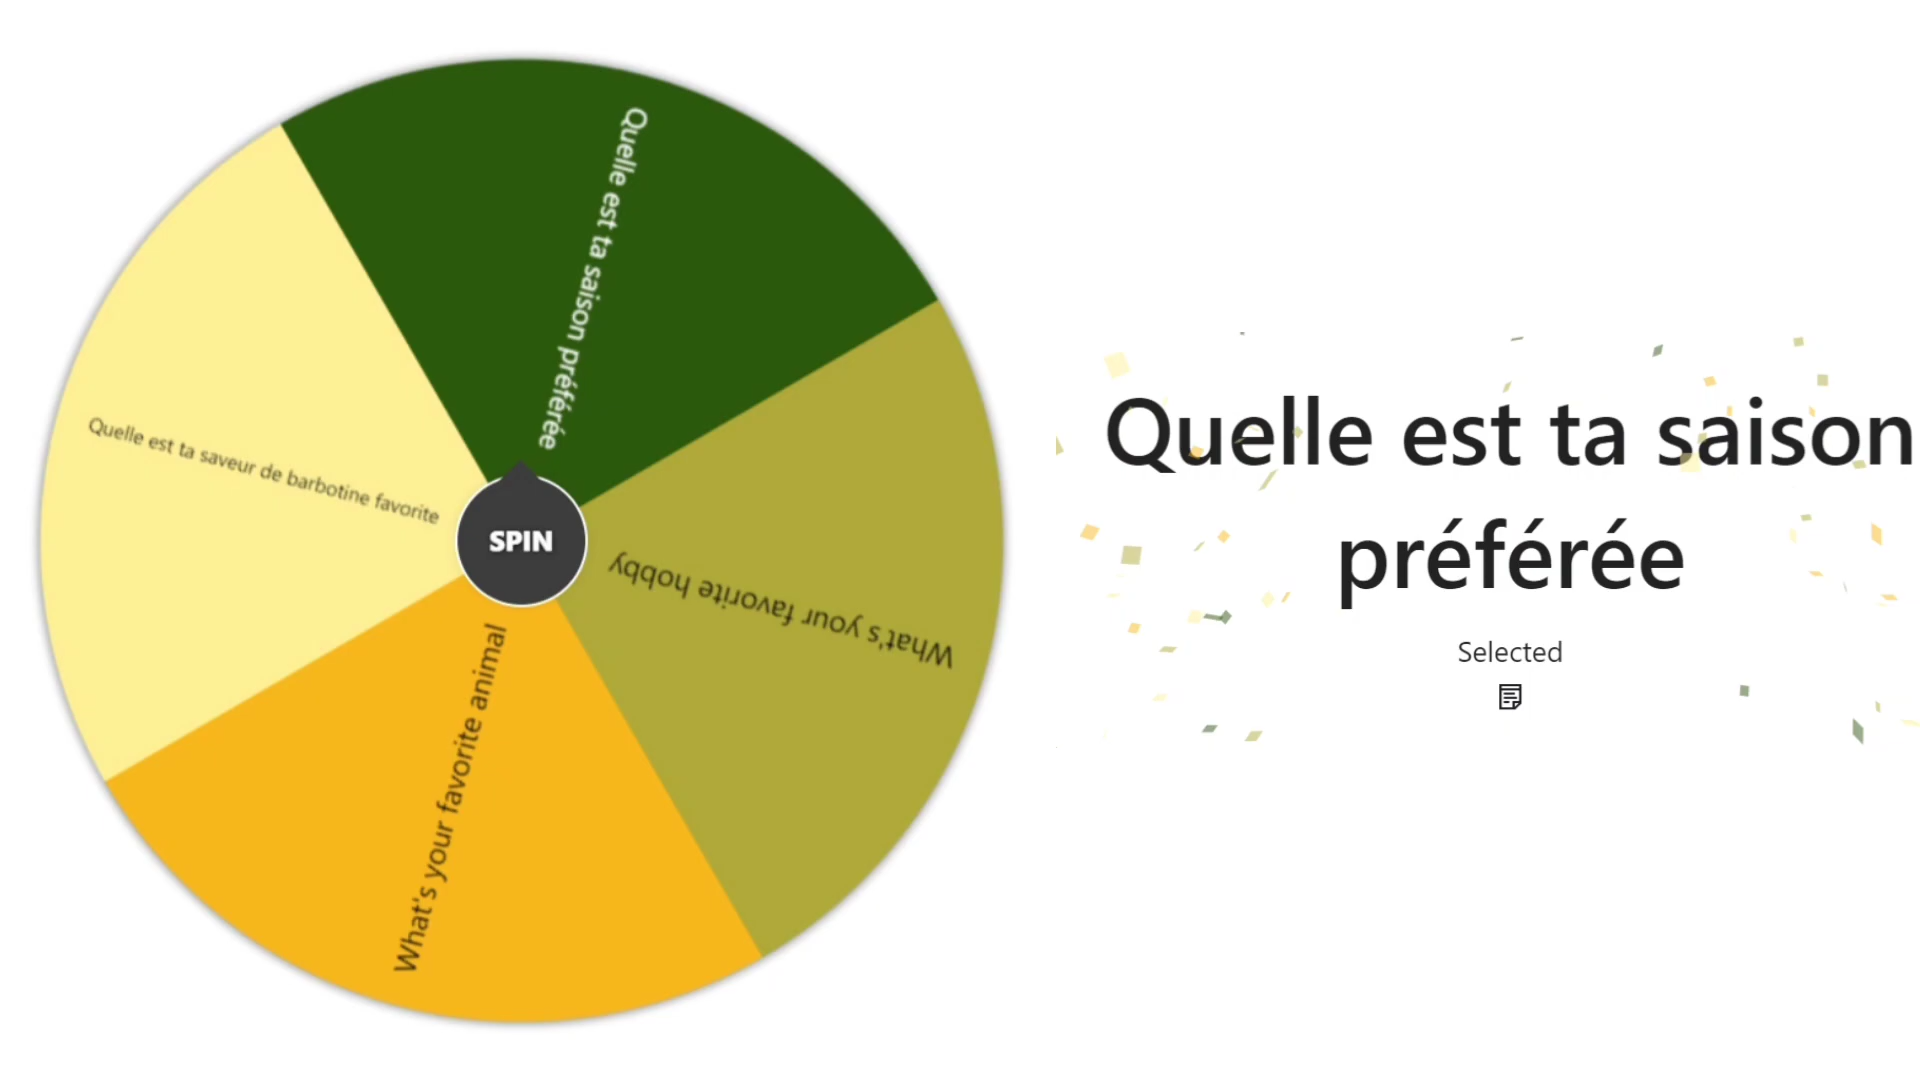 Quelle est ta saison préférée
Quelle est ta saveur de barbotine favorite
SPIN
What's your favorite hobby
What's your favorite animal
Quelle est ta saison
préférée
Selected